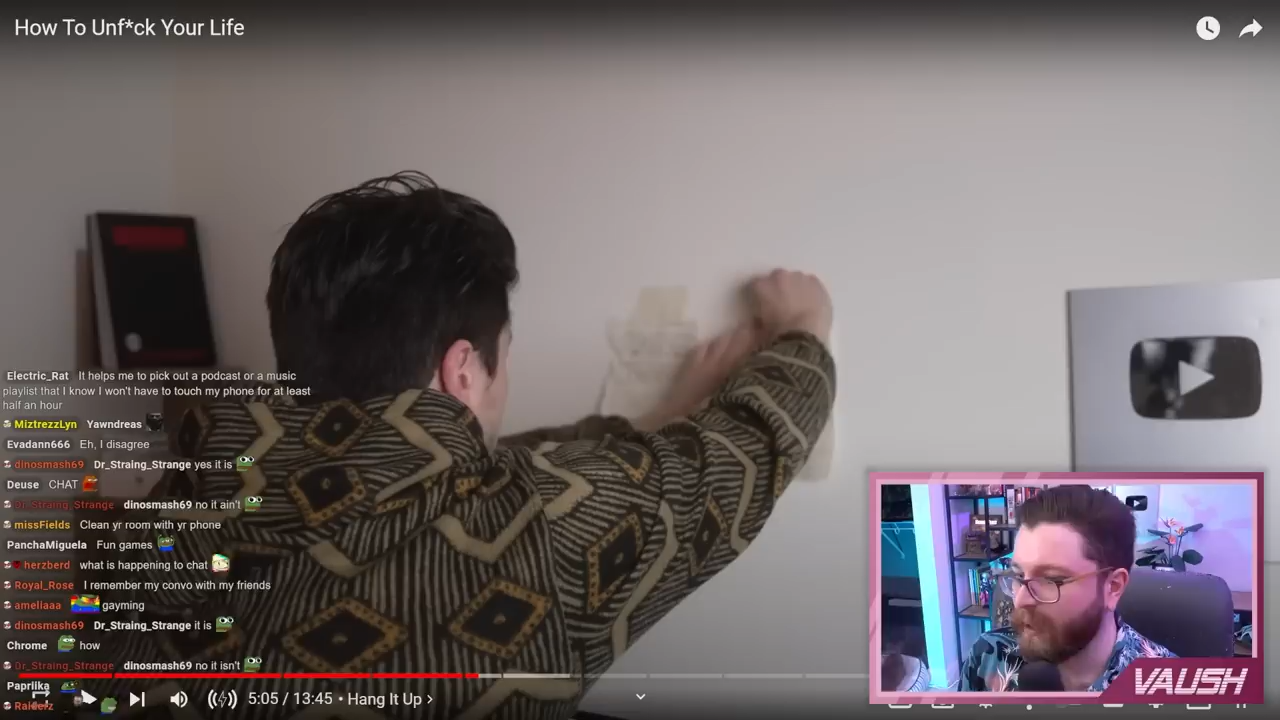 How To Unf*ck Your Life
Electric_Rat It helps me to pick out a podcast or a music
playlist that I know I won't have to touch my phone for at least
half an hour
MiztrezzLyn Yawndreas
Evadann666 Eh, I disagree
dinosmash69 Dr_Straing_Strange yes it is
Deuse CHAT
Dr_Straing_Strange dinosmash69 no it ain't
missFields Clean yr room with yr phone
PanchaMiguela Fun games
herzberd what is happening to chat
Royal_Rose I remember my convo with my friends
ameliaaa gayming
dinosmash69 Dr_Straing_Strange it is
Chrome how
Dr_Straing_Strange dinosmash69 no it isn't
Paprlika
5:05 / 13:45 • Hang It Up >
VAUSH